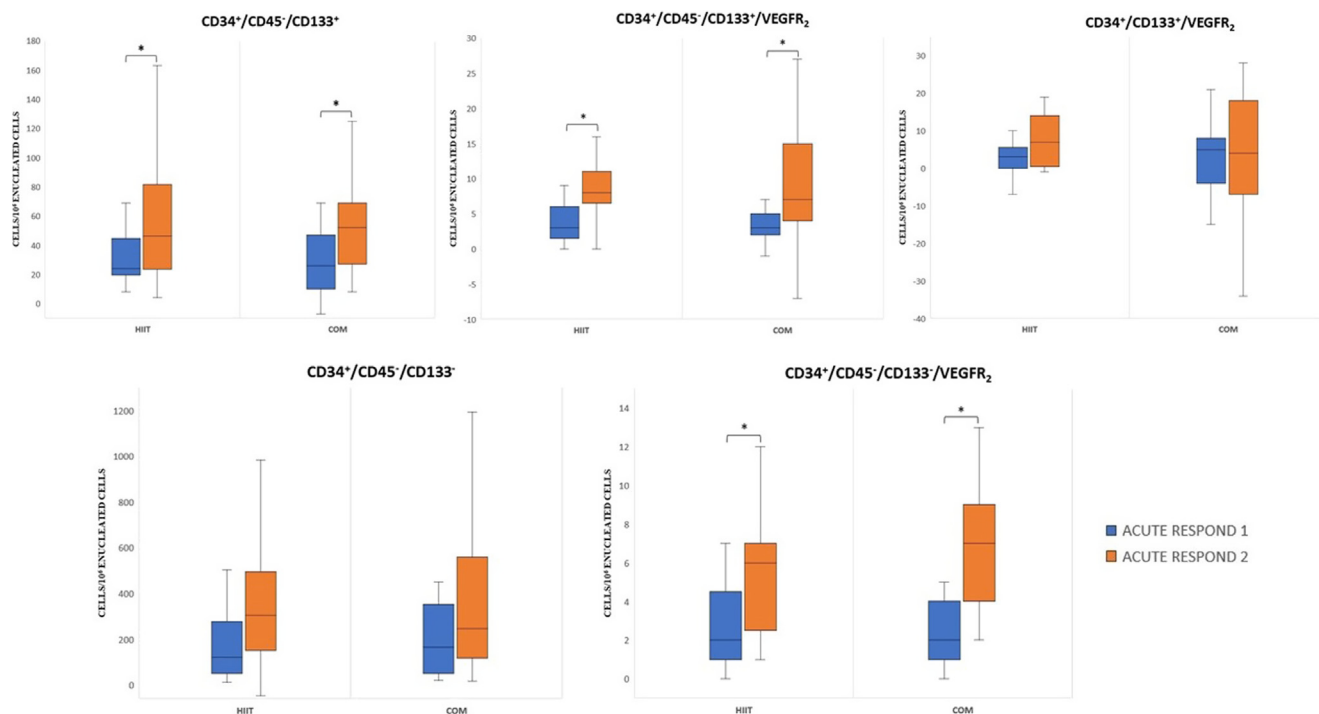 CD34⁺/CD45⁻/CD133⁺
CELLS/10⁶ ENUCLEATED CELLS
180
160
140
120
100
80
60
40
20
0
*
*
HIIT
COM
CD34⁺/CD45⁻/CD133⁺/VEGFR₂
CELLS/10⁶ ENUCLEATED CELLS
30
25
20
15
10
5
0
-5
-10
*
*
HIIT
COM
CD34⁺/CD133⁺/VEGFR₂
CELLS/10⁶ ENUCLEATED CELLS
30
20
10
0
-10
-20
-30
-40
HIIT
COM
CD34⁺/CD45⁻/CD133⁻
CELLS/10⁶ ENUCLEATED CELLS
1200
1000
800
600
400
200
0
HIIT
COM
CD34⁺/CD45⁻/CD133⁻/VEGFR₂
CELLS/10⁶ ENUCLEATED CELLS
14
12
10
8
6
4
2
0
*
*
HIIT
COM
ACUTE RESPOND 1
ACUTE RESPOND 2